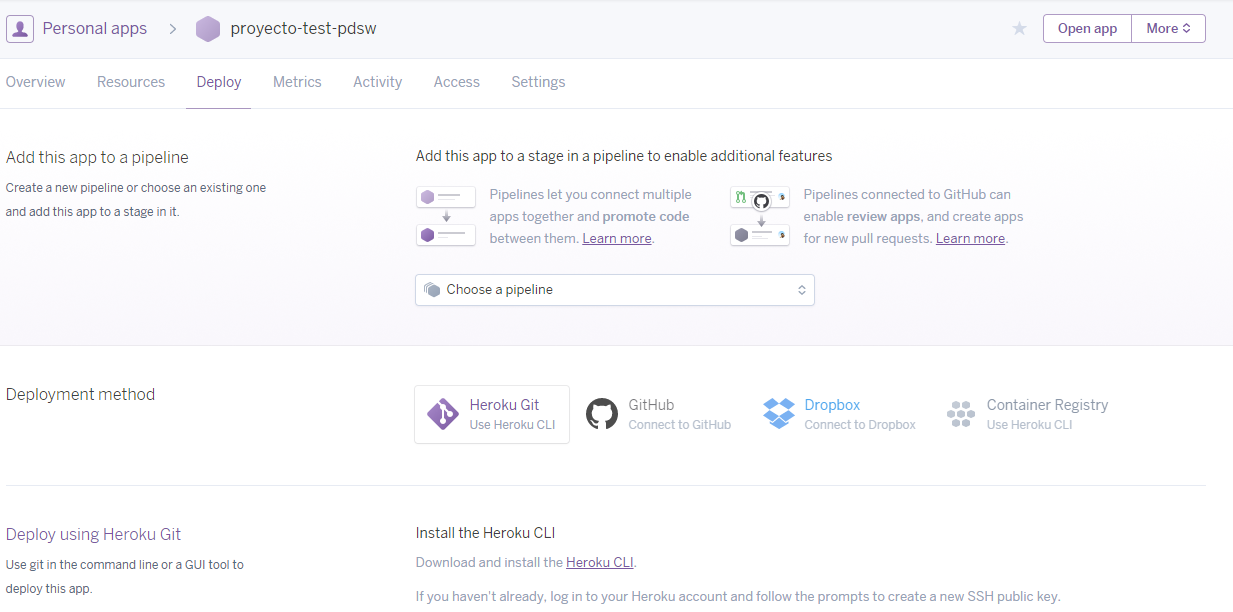 Personal apps > proyecto-test-pdsw
Open app More
Overview Resources Deploy Metrics Activity Access Settings
Add this app to a pipeline
Create a new pipeline or choose an existing one
and add this app to a stage in it.
Add this app to a stage in a pipeline to enable additional features
Pipelines let you connect multiple
apps together and promote code
between them. Learn more.
Pipelines connected to GitHub can
enable review apps, and create apps
for new pull requests. Learn more.
Choose a pipeline
Deployment method
Heroku Git
Use Heroku CLI
GitHub
Connect to GitHub
Dropbox
Connect to Dropbox
Container Registry
Use Heroku CLI
Deploy using Heroku Git
Use git in the command line or a GUI tool to
deploy this app.
Install the Heroku CLI
Download and install the Heroku CLI.
If you haven't already, log in to your Heroku account and follow the prompts to create a new SSH public key.